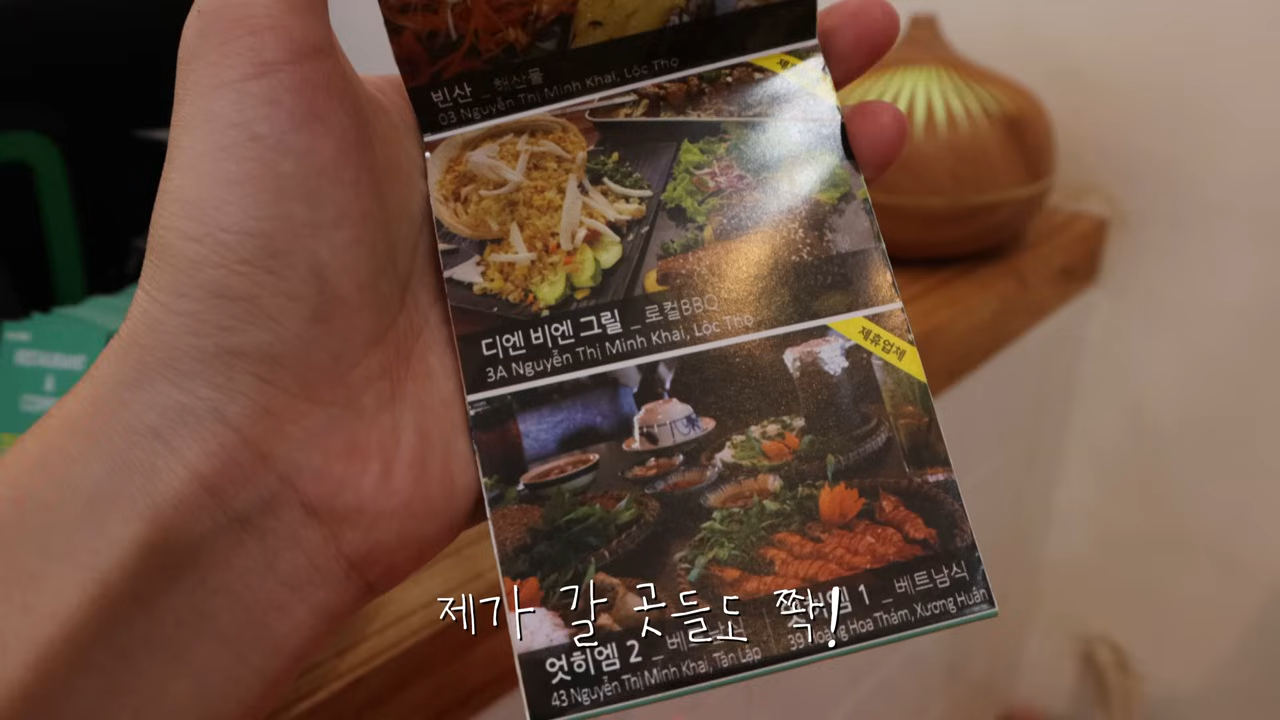 빈산 _ 해산물
03 Nguyễn Thị Minh Khai, Lộc Thọ
디엔 비엔 그릴 _ 로컬BBQ
3A Nguyễn Thị Minh Khai, Lộc Thọ
제휴업체
제가 갈 곳들도 쫙!
엇히엠 1 _ 베트남식
39 Hoàng Hoa Thám, Xương Huân
엇히엠 2 _ 베트남식
43 Nguyễn Thị Minh Khai, Tân Lập